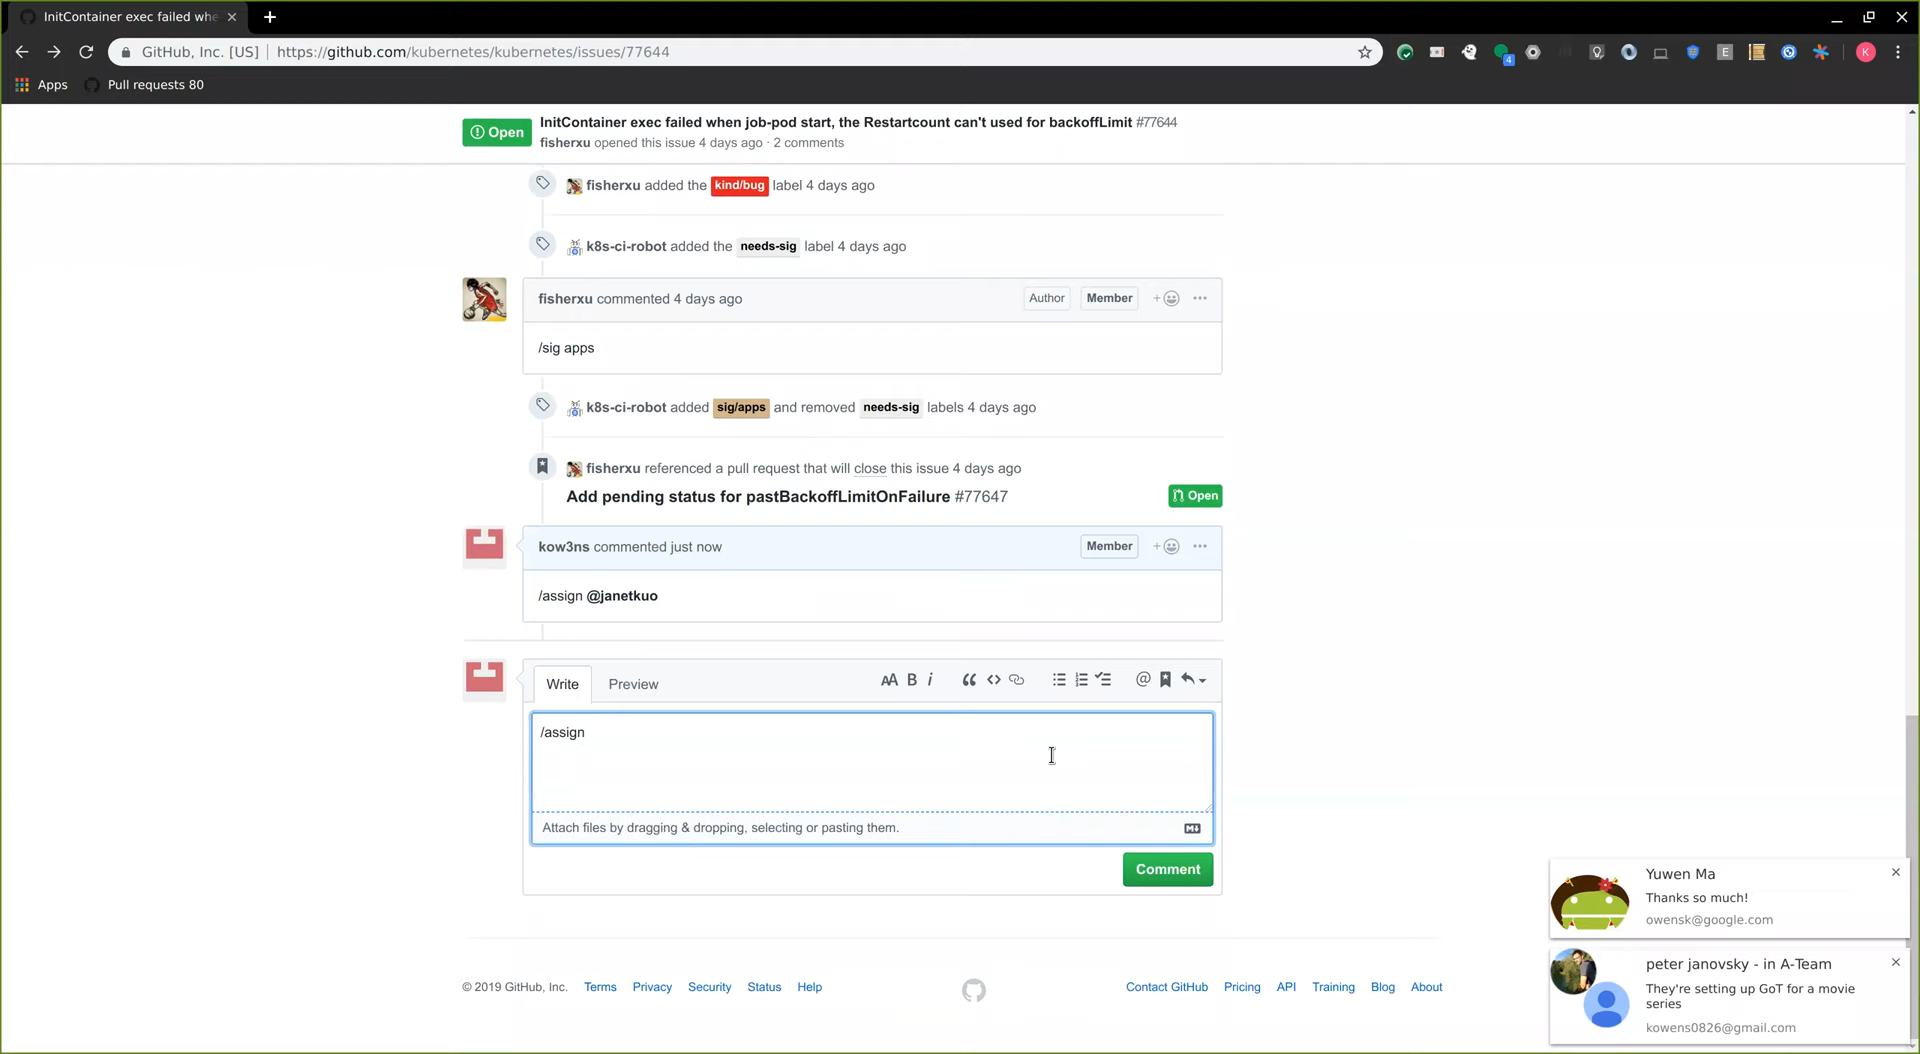 InitContainer exec failed whe
GitHub, Inc. [US] | https://github.com/kubernetes/kubernetes/issues/77644
4
E
K
Apps
Pull requests 80
Open
InitContainer exec failed when job-pod start, the Restartcount can't used for backoffLimit #77644
fisherxu opened this issue 4 days ago · 2 comments
fisherxu added the kind/bug label 4 days ago
k8s-ci-robot added the needs-sig label 4 days ago
fisherxu commented 4 days ago
Author
Member
/sig apps
k8s-ci-robot added sig/apps and removed needs-sig labels 4 days ago
fisherxu referenced a pull request that will close this issue 4 days ago
Add pending status for pastBackoffLimitOnFailure #77647
Open
kow3ns commented just now
Member
/assign @janetkuo
Write
Preview
AA B i
/assign
Attach files by dragging & dropping, selecting or pasting them.
Comment
Yuwen Ma
Thanks so much!
owensk@google.com
peter janovsky - in A-Team
They're setting up GoT for a movie
series
kowens0826@gmail.com
© 2019 GitHub, Inc. Terms Privacy Security Status Help
Contact GitHub Pricing API Training Blog About